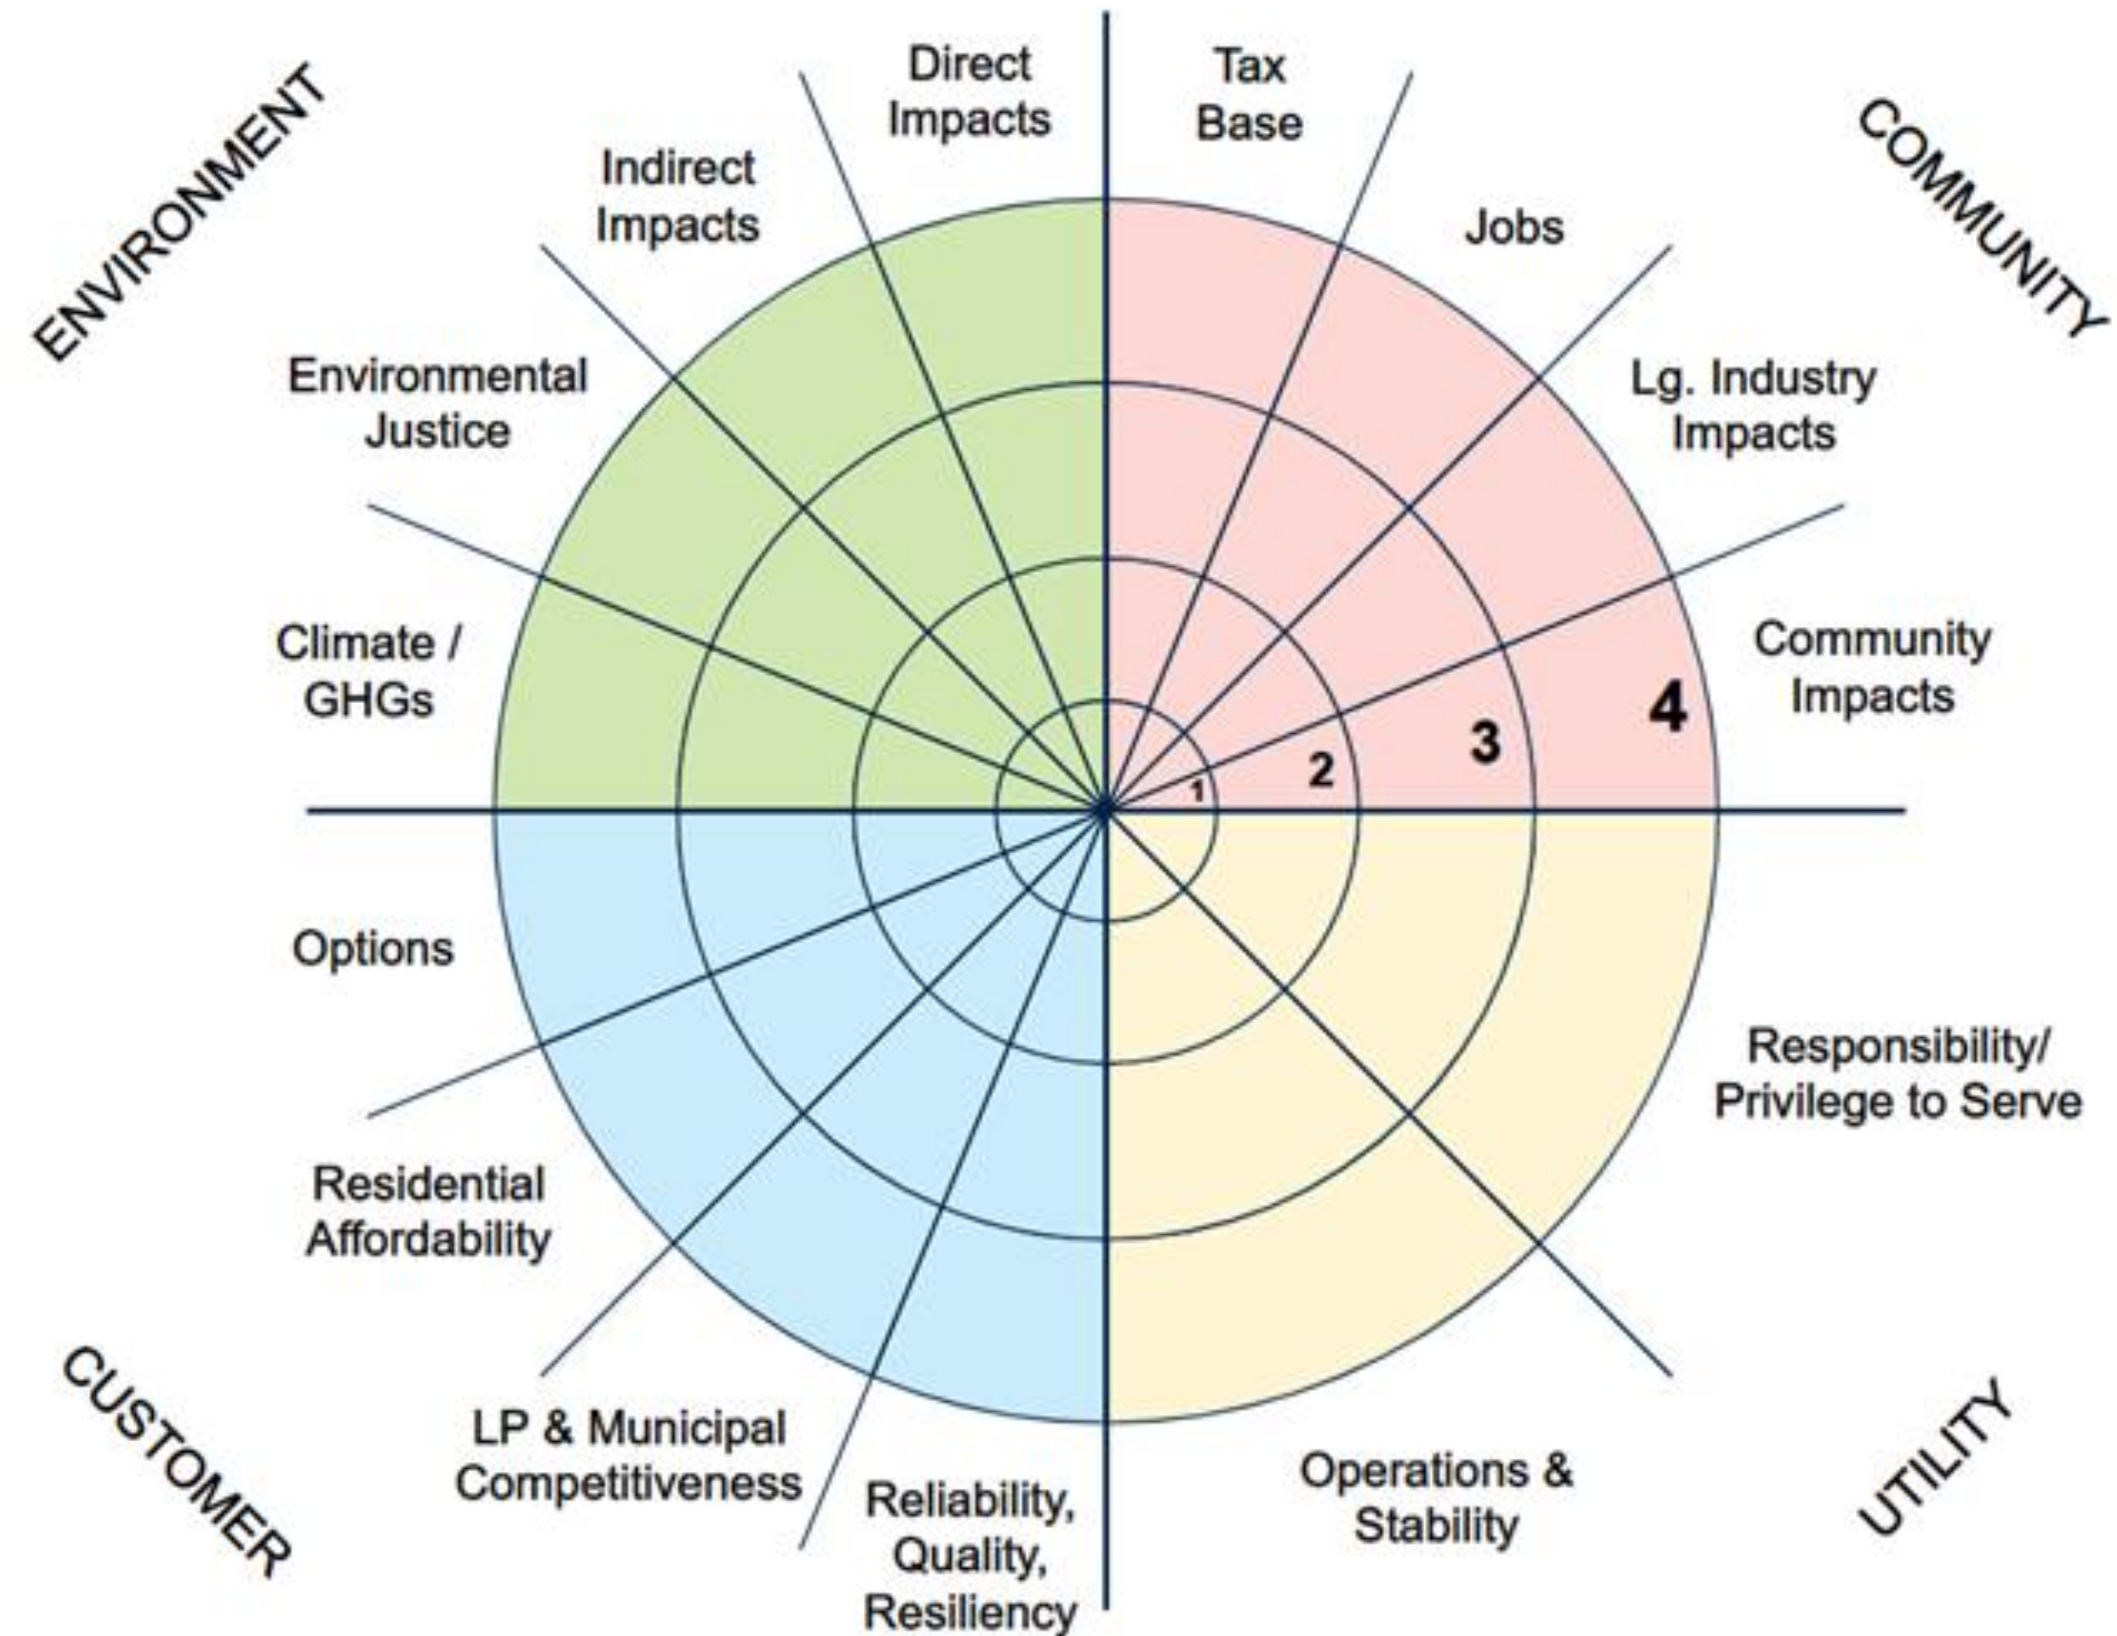 ENVIRONMENT
Direct
Impacts
Indirect
Impacts
Environmental
Justice
Climate /
GHGs
COMMUNITY
Tax
Base
Jobs
Lg. Industry
Impacts
Community
Impacts
1
2
3
4
CUSTOMER
Options
Residential
Affordability
LP & Municipal
Competitiveness
Reliability,
Quality,
Resiliency
UTILITY
Responsibility/
Privilege to Serve
Operations &
Stability